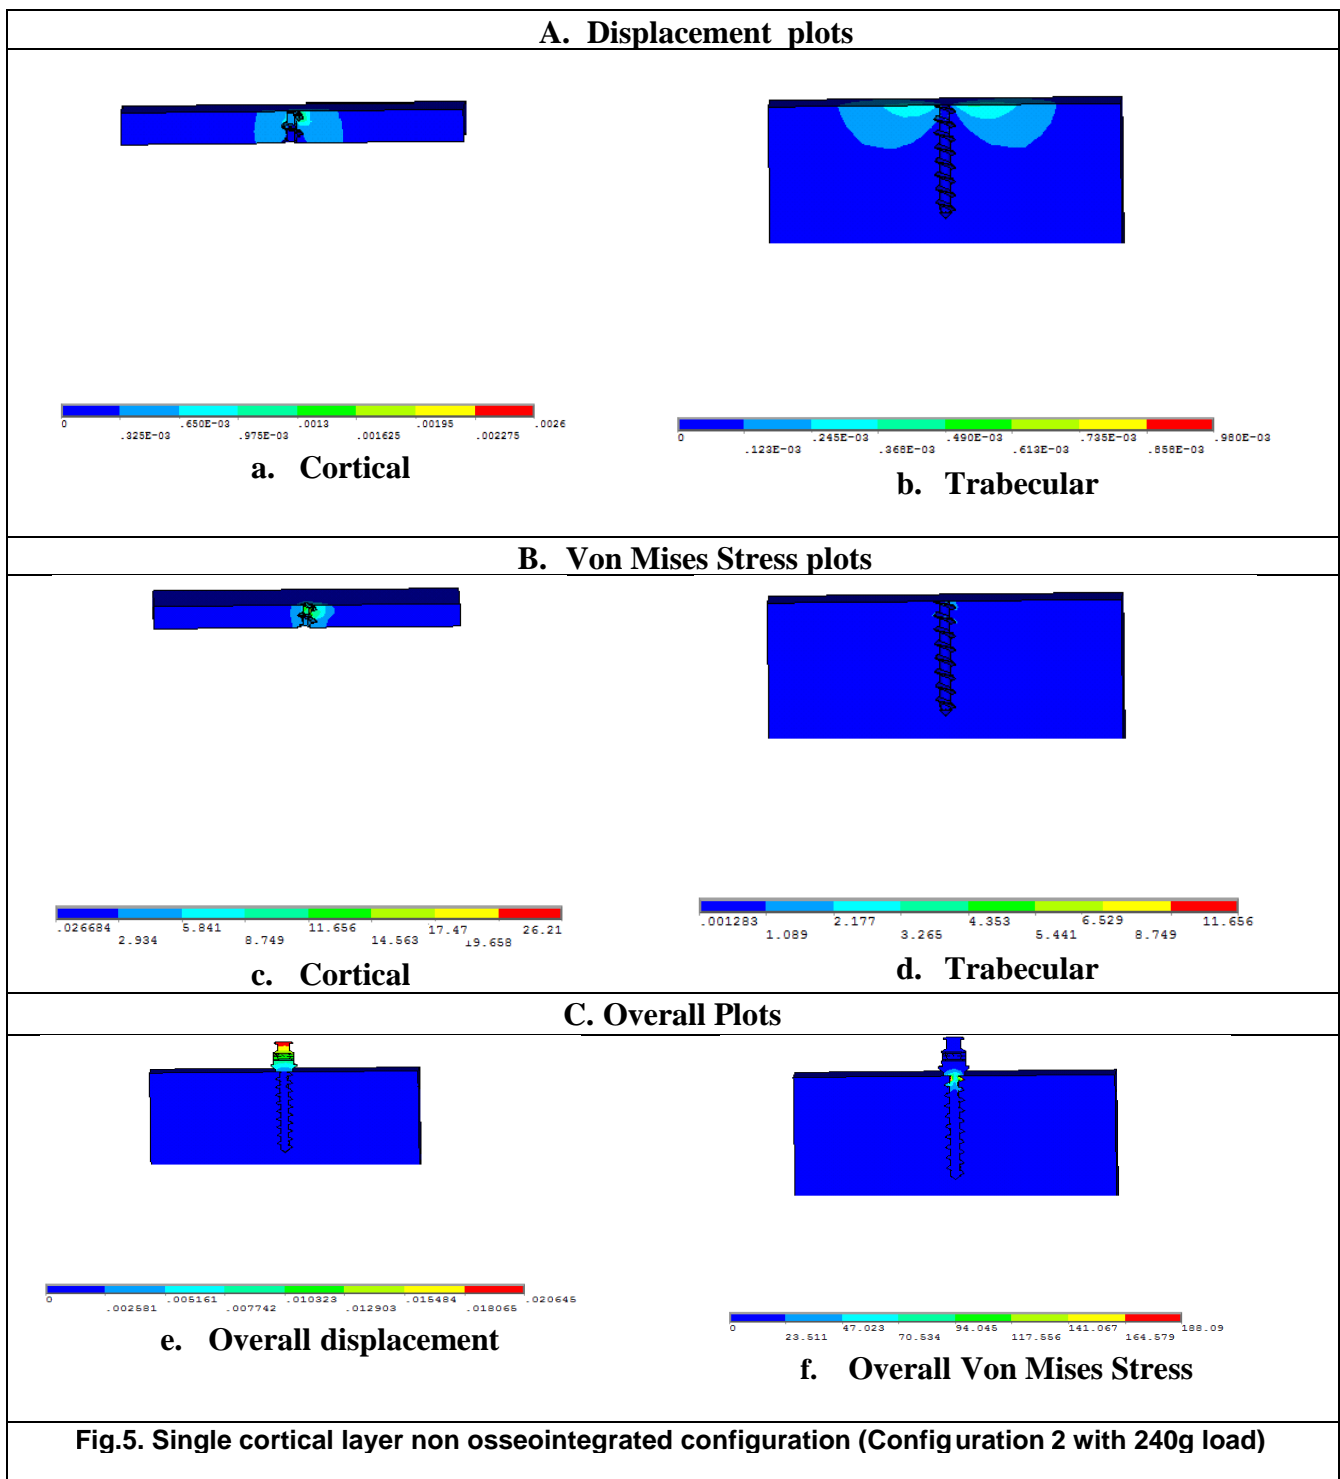 A. Displacement plots
0 .650E-03 .0013 .00195 .0026
.325E-03 .975E-03 .001625 .002275
a. Cortical
0 .245E-03 .490E-03 .735E-03 .980E-03
.123E-03 .368E-03 .613E-03 .858E-03
b. Trabecular
B. Von Mises Stress plots
.026684 5.841 11.656 17.47 26.21
2.934 8.749 14.563 19.658
c. Cortical
.001283 2.177 4.353 6.529 11.656
1.089 3.265 5.441 8.749
d. Trabecular
C. Overall Plots
0 .005161 .010323 .015484 .020645
.002581 .007742 .012903 .018065
e. Overall displacement
0 47.023 94.045 141.067 188.09
23.511 70.534 117.556 164.579
f. Overall Von Mises Stress
Fig.5. Single cortical layer non osseointegrated configuration (Configuration 2 with 240g load)